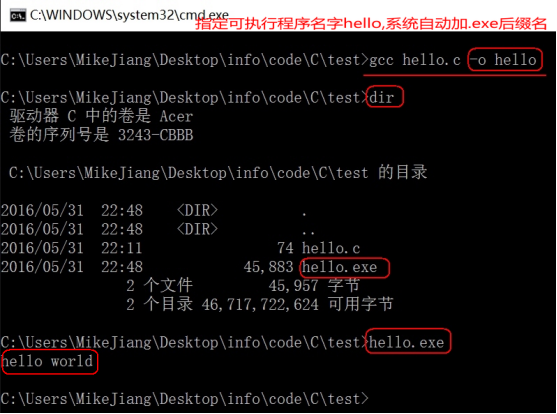 C:\WINDOWS\system32\cmd.exe
指定可执行程序名字hello,系统自动加.exe后缀名
C:\Users\MikeJiang\Desktop\info\code\C\test>gcc hello.c -o hello
C:\Users\MikeJiang\Desktop\info\code\C\test>dir
驱动器 C 中的卷是 Acer
卷的序列号是 3243-CBBB
C:\Users\MikeJiang\Desktop\info\code\C\test 的目录
2016/05/31  22:48    <DIR>          .
2016/05/31  22:48    <DIR>          ..
2016/05/31  22:11                74 hello.c
2016/05/31  22:48            45,883 hello.exe
2 个文件         45,957 字节
2 个目录 46,717,722,624 可用字节
C:\Users\MikeJiang\Desktop\info\code\C\test>hello.exe
hello world
C:\Users\MikeJiang\Desktop\info\code\C\test>